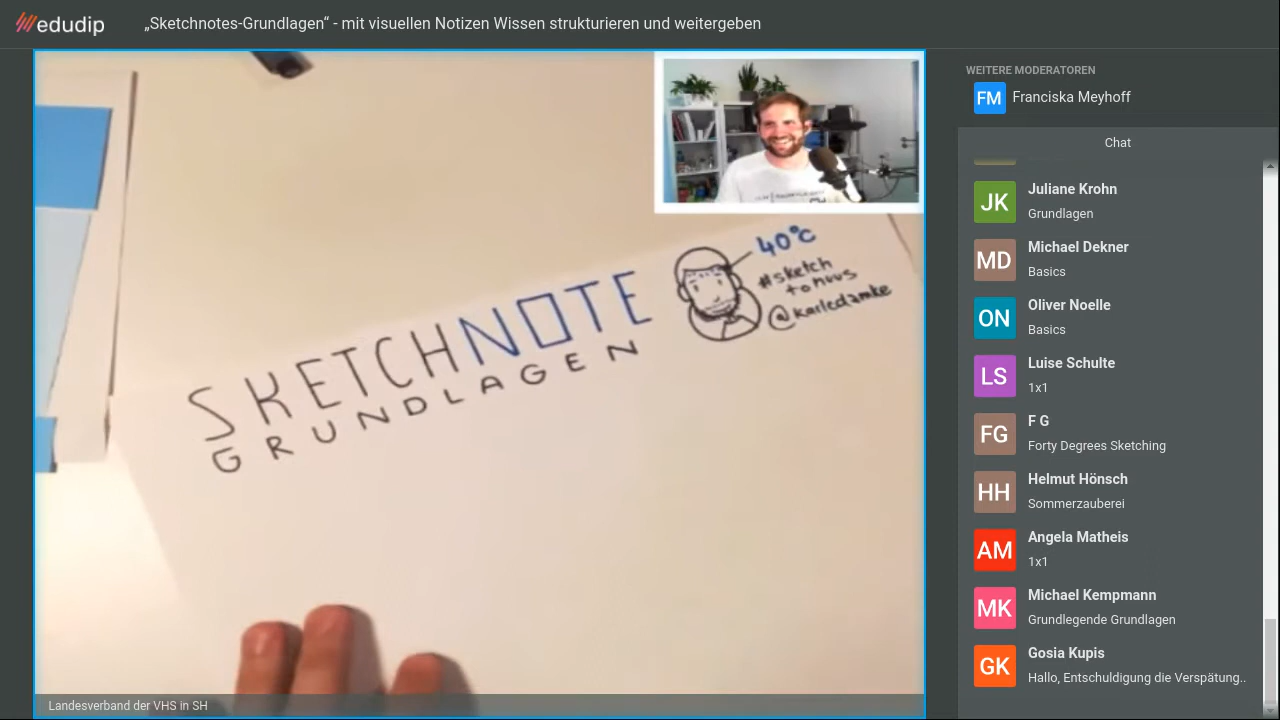 edudip
„Sketchnotes-Grundlagen“ - mit visuellen Notizen Wissen strukturieren und weitergeben
SKETCHNOTE
GRUNDLAGEN
40°C
#sketch
to nous
@karledamke
Landesverband der VHS in SH
WEITERE MODERATOREN
FM
Franciska Meyhoff
Chat
JK
Juliane Krohn
Grundlagen
MD
Michael Dekner
Basics
ON
Oliver Noelle
Basics
LS
Luise Schulte
1x1
FG
F G
Forty Degrees Sketching
HH
Helmut Hönsch
Sommerzauberei
AM
Angela Matheis
1x1
MK
Michael Kempmann
Grundlegende Grundlagen
GK
Gosia Kupis
Hallo, Entschuldigung die Verspätung..